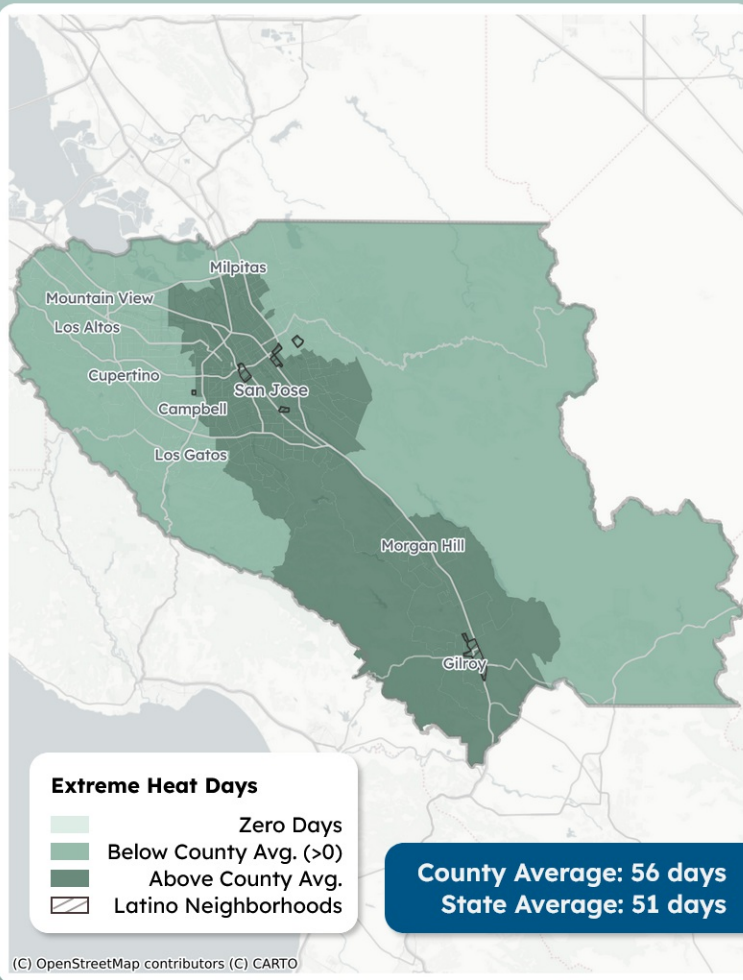 Milpitas
Mountain View
Los Altos
Cupertino
San Jose
Campbell
Los Gatos
Morgan Hill
Gilroy
Extreme Heat Days
Zero Days
Below County Avg. (>0)
Above County Avg.
Latino Neighborhoods
County Average: 56 days
State Average: 51 days
(C) OpenStreetMap contributors (C) CARTO